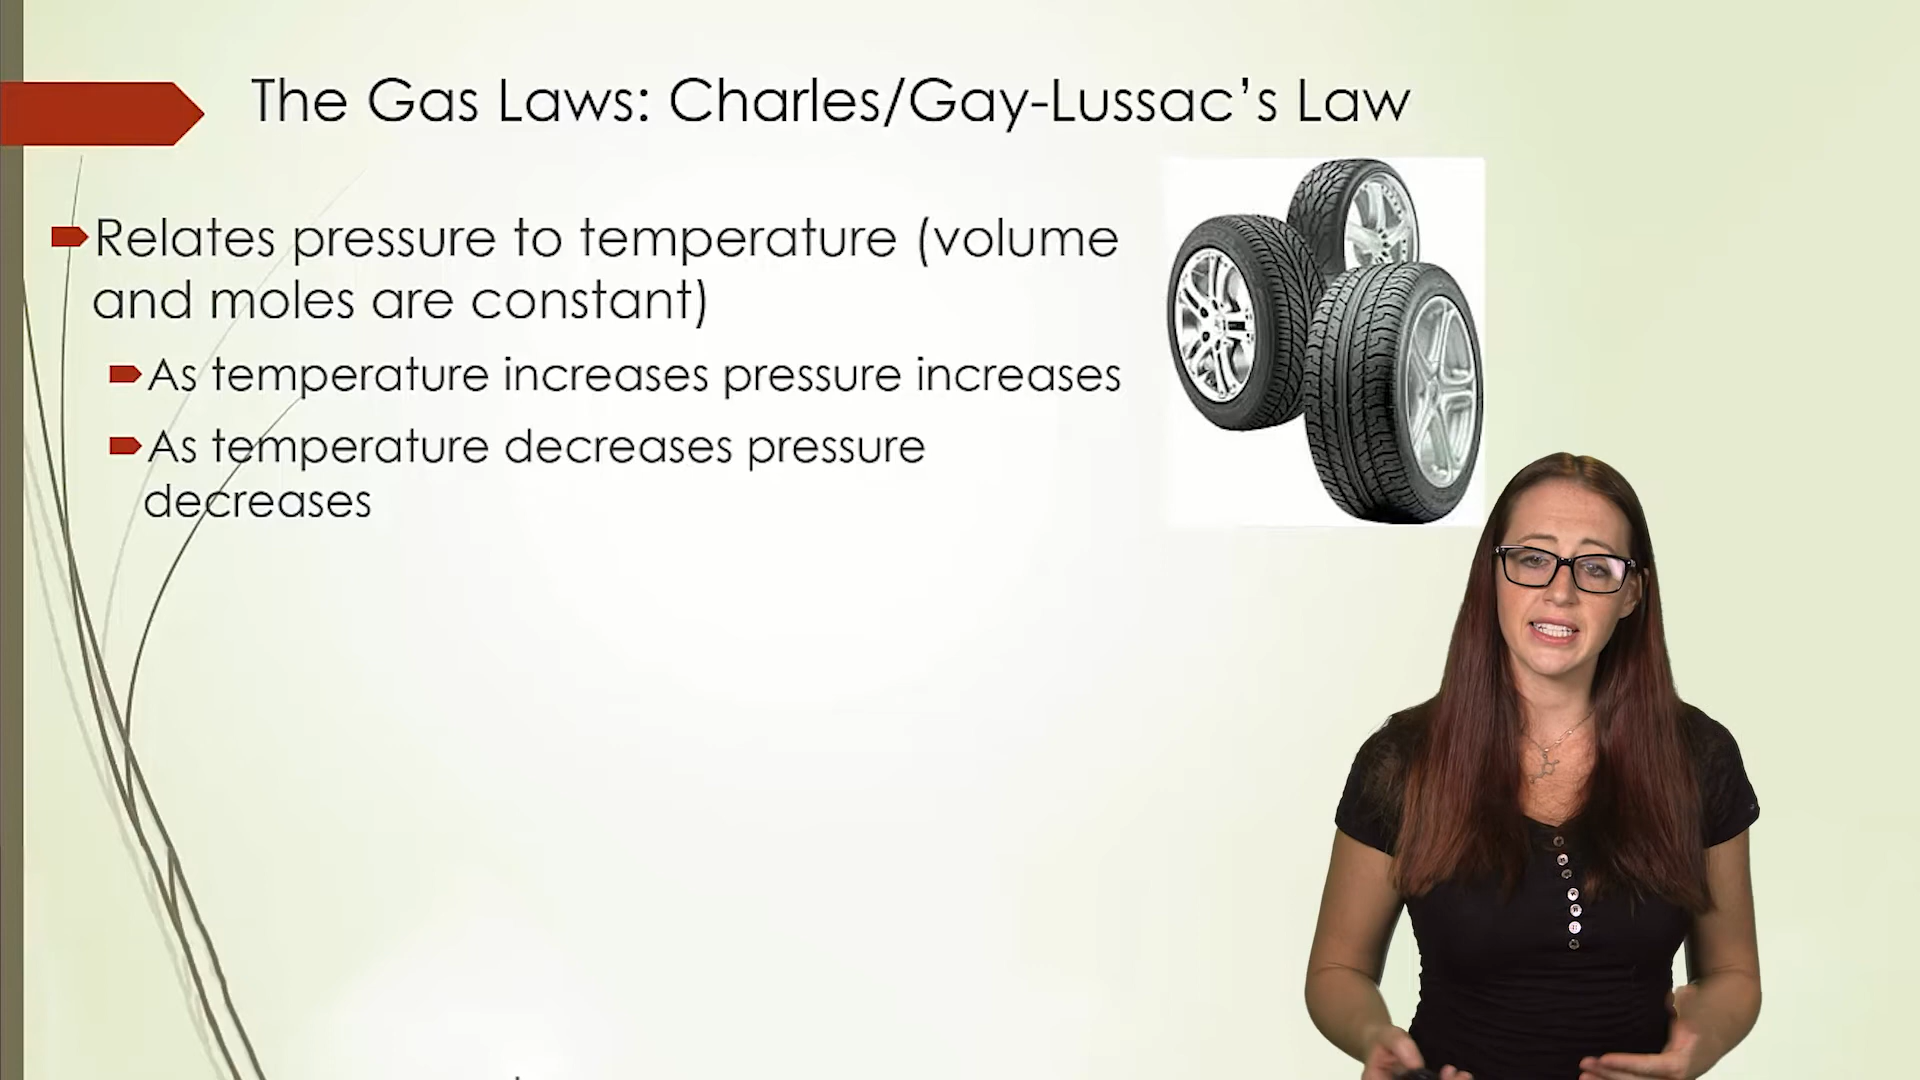 The Gas Laws: Charles/Gay-Lussac’s Law
Relates pressure to temperature (volume
and moles are constant)
As temperature increases pressure increases
As temperature decreases pressure
decreases